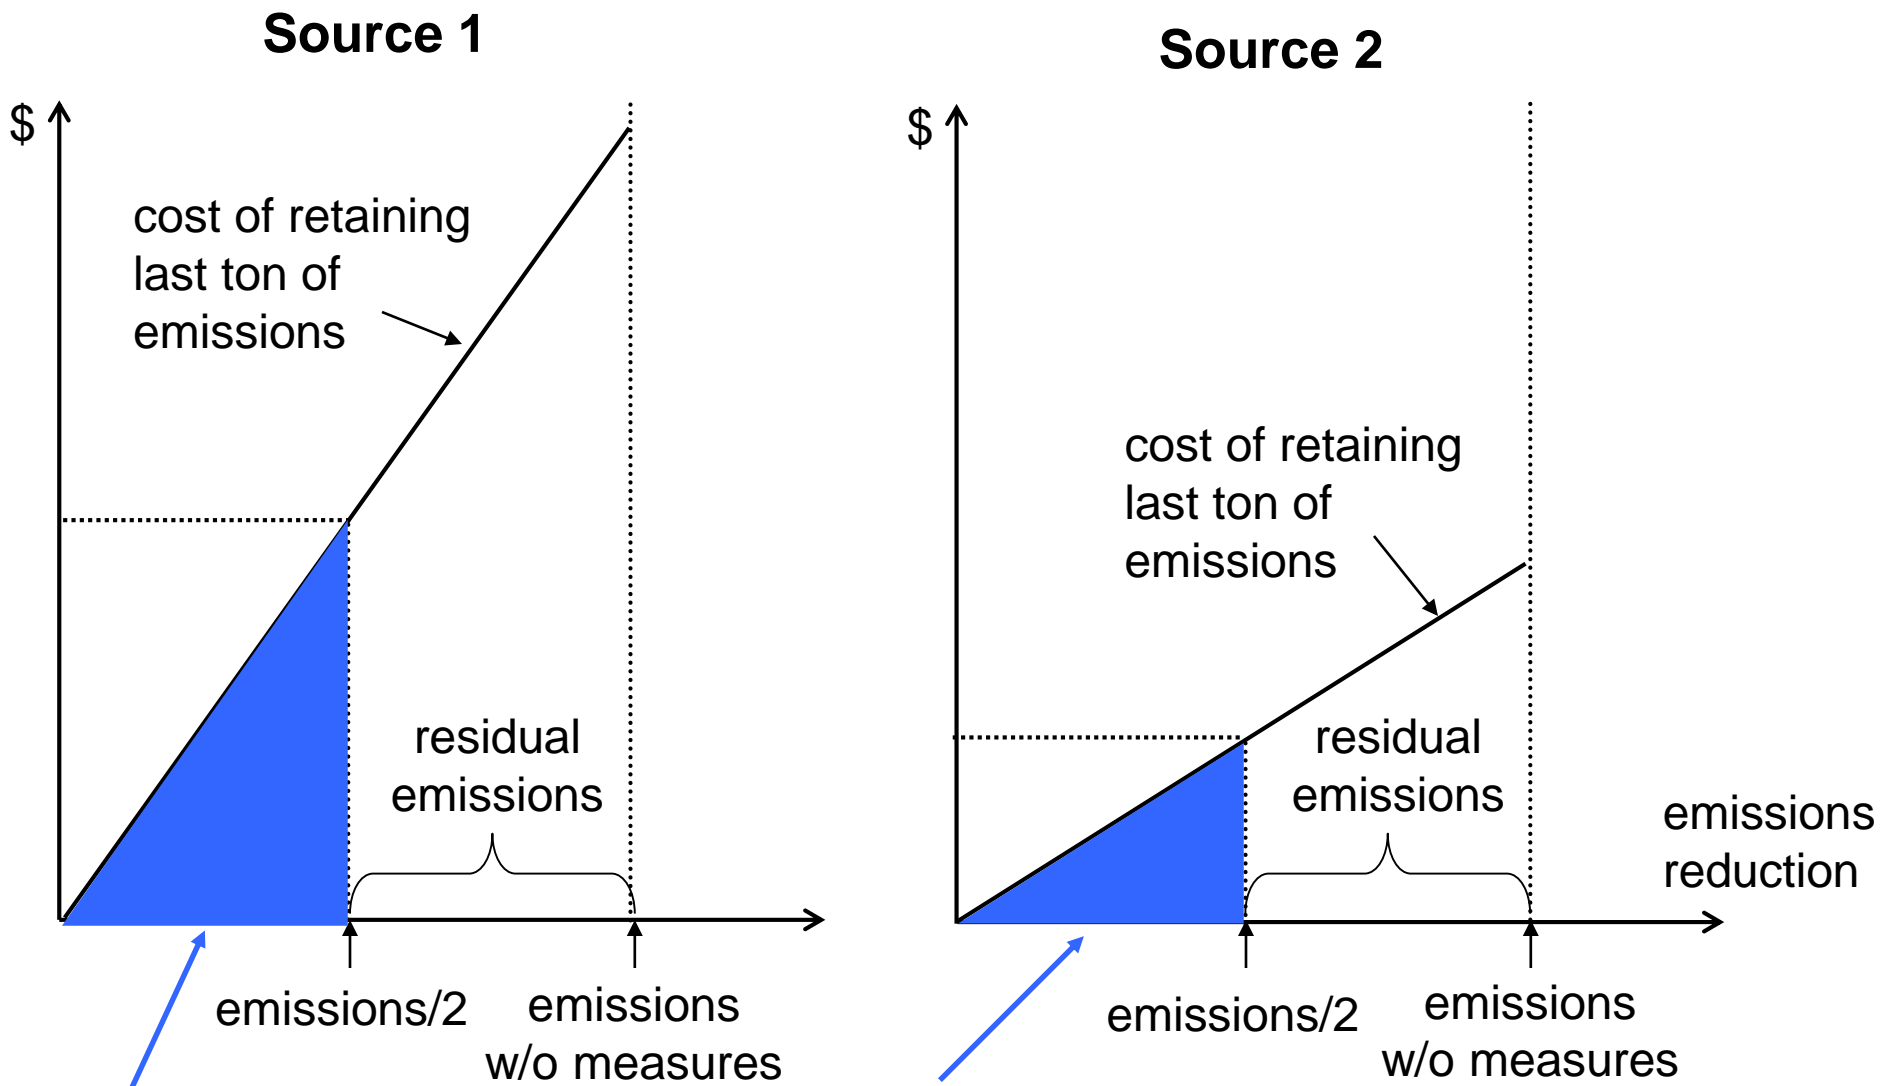 Source 1
$
cost of retaining
last ton of
emissions
residual
emissions
emissions/2
emissions
w/o measures
Source 2
$
cost of retaining
last ton of
emissions
residual
emissions
emissions
reduction
emissions/2
emissions
w/o measures